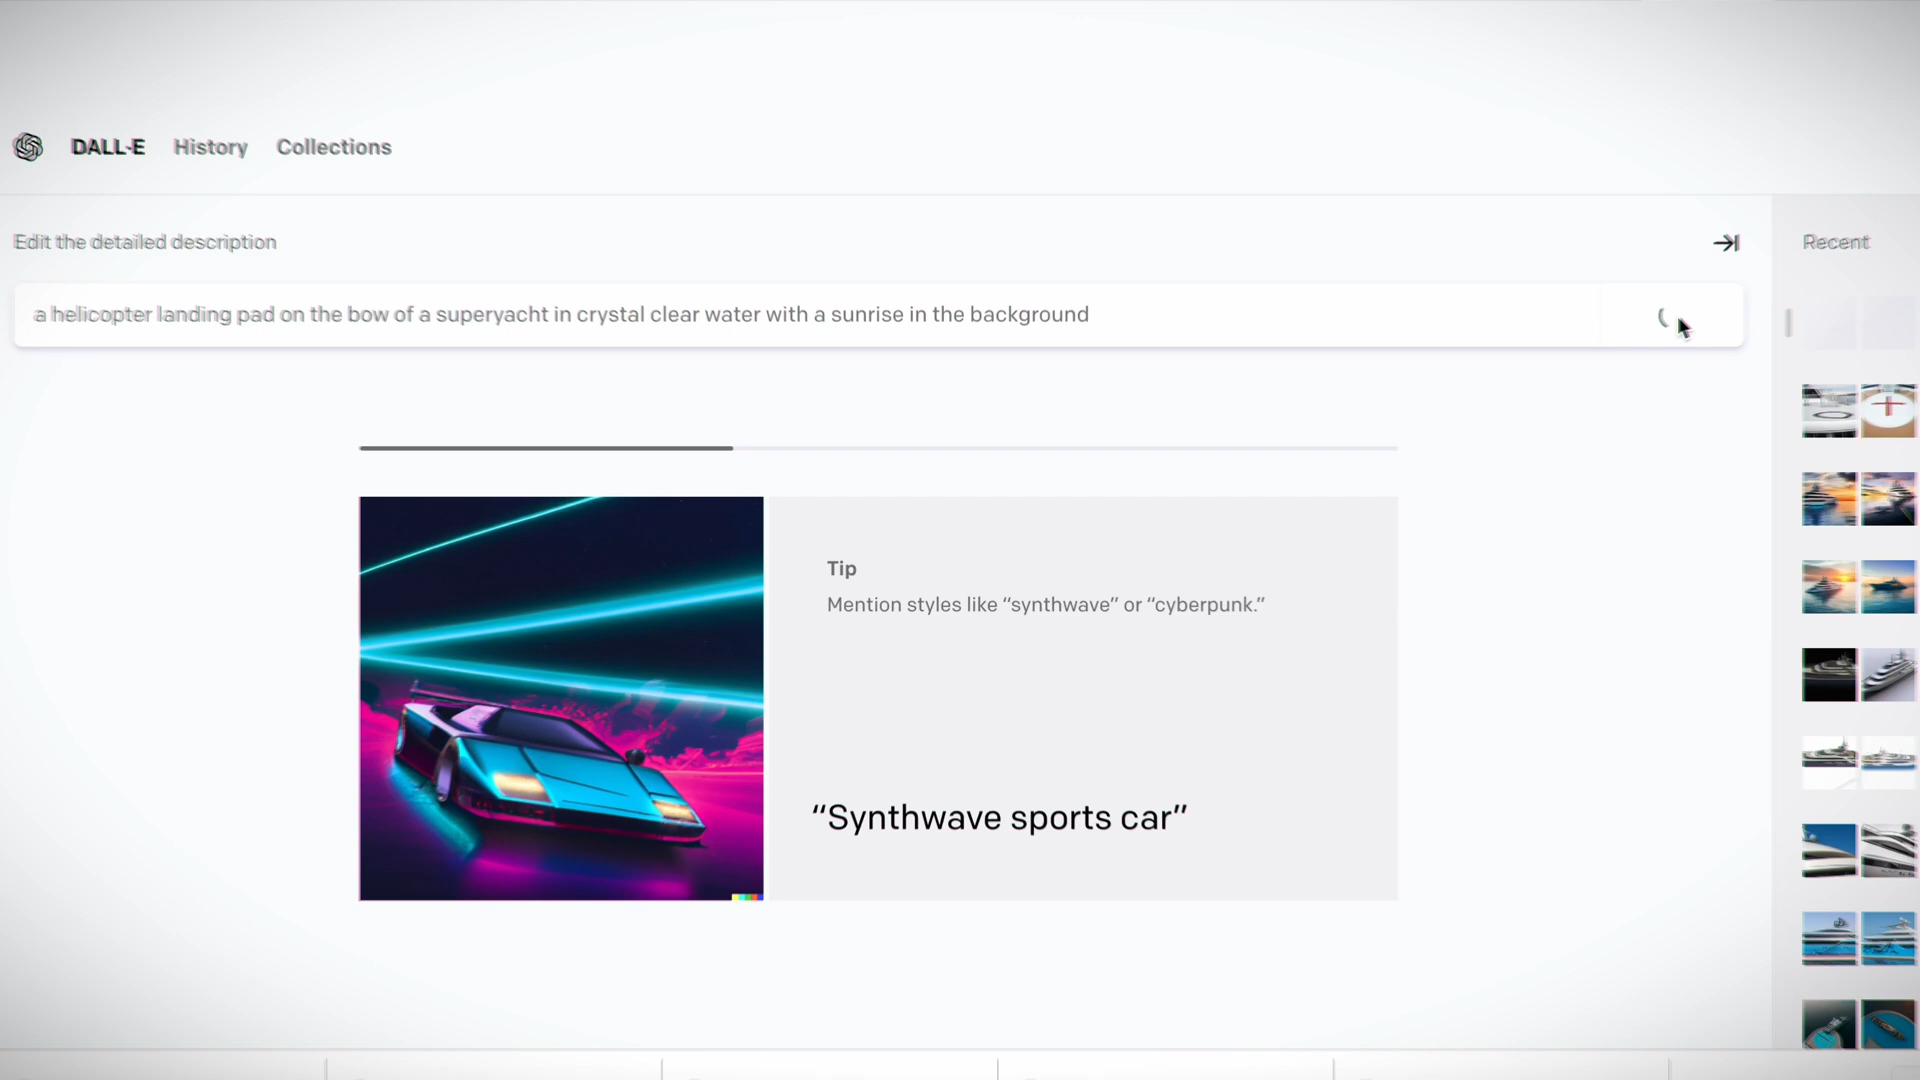 DALL·E History Collections
Edit the detailed description
Recent
a helicopter landing pad on the bow of a superyacht in crystal clear water with a sunrise in the background
Tip
Mention styles like “synthwave” or “cyberpunk.”
“Synthwave sports car”